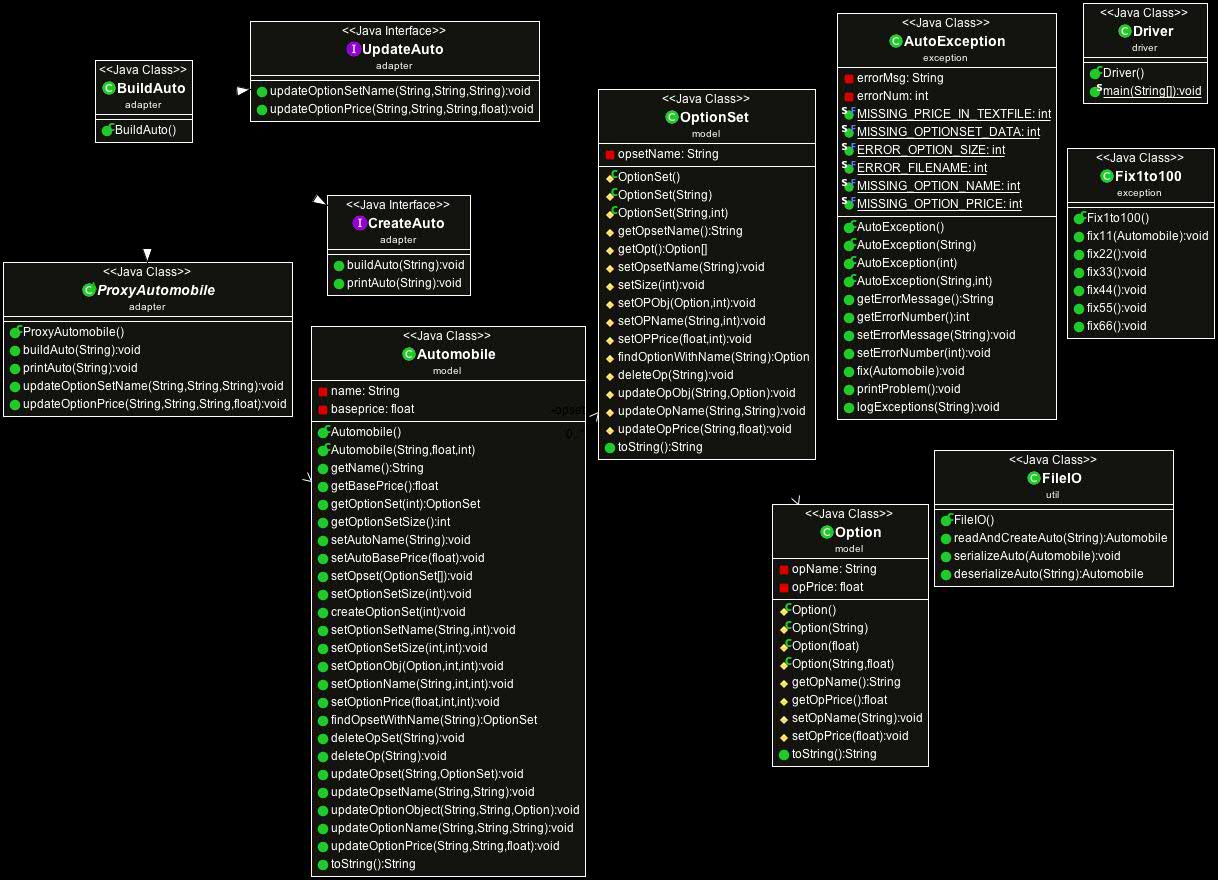 <<Java Class>>
BuildAuto
adapter
BuildAuto()
<<Java Interface>>
UpdateAuto
adapter
updateOptionSetName(String,String,String):void
updateOptionPrice(String,String,String,float):void
<<Java Interface>>
CreateAuto
adapter
buildAuto(String):void
printAuto(String):void
<<Java Class>>
ProxyAutomobile
adapter
ProxyAutomobile()
buildAuto(String):void
printAuto(String):void
updateOptionSetName(String,String,String):void
updateOptionPrice(String,String,String,float):void
<<Java Class>>
Automobile
model
name: String
baseprice: float
Automobile()
Automobile(String,float,int)
getName():String
getBasePrice():float
getOptionSet(int):OptionSet
getOptionSetSize():int
setAutoName(String):void
setAutoBasePrice(float):void
setOpset(OptionSet[]):void
setOptionSetSize(int):void
createOptionSet(int):void
setOptionSetName(String,int):void
setOptionSetSize(int,int):void
setOptionObj(Option,int,int):void
setOptionName(String,int,int):void
setOptionPrice(float,int,int):void
findOpsetWithName(String):OptionSet
deleteOpSet(String):void
deleteOp(String):void
updateOpset(String,OptionSet):void
updateOpsetName(String,String):void
updateOptionObject(String,String,Option):void
updateOptionName(String,String,String):void
updateOptionPrice(String,String,float):void
toString():String
<<Java Class>>
OptionSet
model
opsetName: String
OptionSet()
OptionSet(String)
OptionSet(String,int)
getOpsetName():String
getOpt():Option[]
setOpsetName(String):void
setSize(int):void
setOPObj(Option,int):void
setOPName(String,int):void
setOPPrice(float,int):void
findOptionWithName(String):Option
deleteOp(String):void
updateOpObj(String,Option):void
updateOpName(String,String):void
updateOpPrice(String,float):void
toString():String
<<Java Class>>
AutoException
exception
errorMsg: String
errorNum: int
MISSING_PRICE_IN_TEXTFILE: int
MISSING_OPTIONSET_DATA: int
ERROR_OPTION_SIZE: int
ERROR_FILENAME: int
MISSING_OPTION_NAME: int
MISSING_OPTION_PRICE: int
AutoException()
AutoException(String)
AutoException(int)
AutoException(String,int)
getErrorMessage():String
getErrorNumber():int
setErrorMessage(String):void
setErrorNumber(int):void
fix(Automobile):void
printProblem():void
logExceptions(String):void
<<Java Class>>
Driver
driver
Driver()
main(String[]):void
<<Java Class>>
Fix1to100
exception
Fix1to100()
fix11(Automobile):void
fix22():void
fix33():void
fix44():void
fix55():void
fix66():void
<<Java Class>>
Option
model
opName: String
opPrice: float
Option()
Option(String)
Option(float)
Option(String,float)
getOpName():String
getOpPrice():float
setOpName(String):void
setOpPrice(float):void
toString():String
<<Java Class>>
FileIO
util
FileIO()
readAndCreateAuto(String):Automobile
serializeAuto(Automobile):void
deserializeAuto(String):Automobile